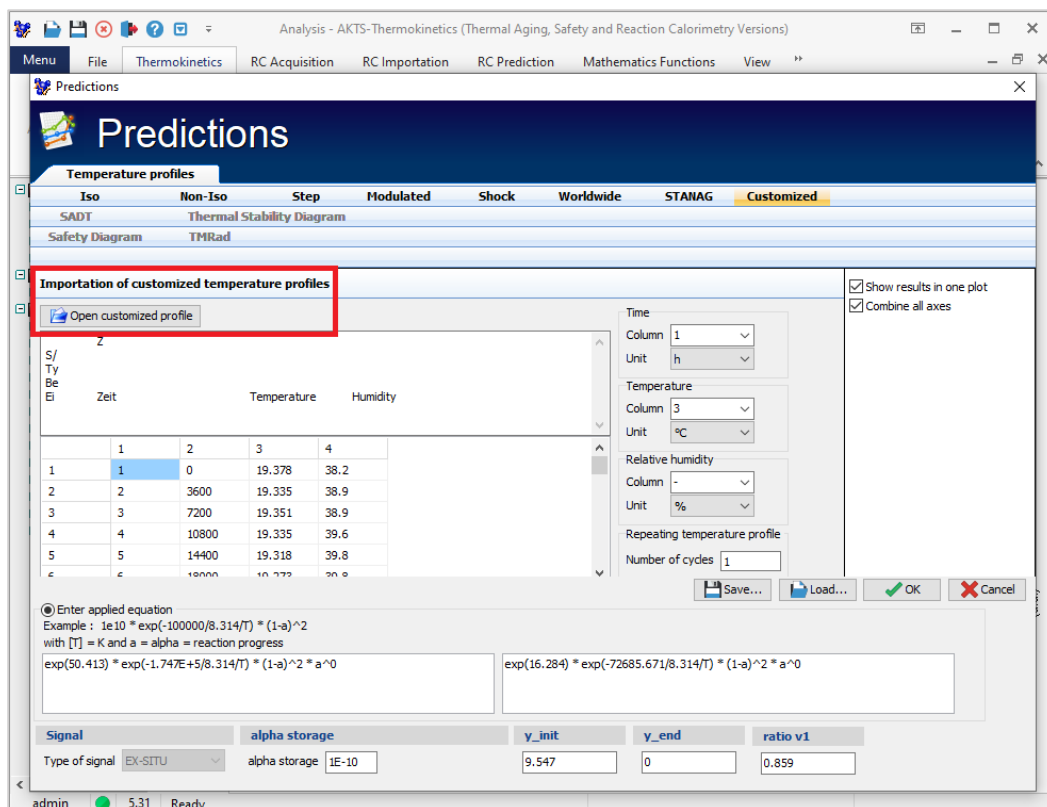 Analysis - AKTS-Thermokinetics (Thermal Aging, Safety and Reaction Calorimetry Versions)
Menu File Thermokinetics RC Acquisition RC Importation RC Prediction Mathematics Functions View
Predictions
Predictions
Temperature profiles
Iso Non-Iso Step Modulated Shock Worldwide STANAG Customized
SADT Thermal Stability Diagram
Safety Diagram TMRad
Importation of customized temperature profiles
Open customized profile
Show results in one plot
Combine all axes
Z
S/
Ty
Be
Ei Zeit Temperature Humidity
Time
Column 1
Unit h
Temperature
Column 3
Unit °C
Relative humidity
Column -
Unit %
Repeating temperature profile
Number of cycles 1
1 2 3 4
1 1 0 19.378 38.2
2 2 3600 19.335 38.9
3 3 7200 19.351 38.9
4 4 10800 19.335 39.6
5 5 14400 19.318 39.8
6 6 18000 19.273 39.8
Save... Load... OK Cancel
Enter applied equation
Example : 1e10 * exp(-100000/8.314/T) * (1-a)^2
with [T] = K and a = alpha = reaction progress
exp(50.413) * exp(-1.747E+5/8.314/T) * (1-a)^2 * a^0 exp(16.284) * exp(-72685.671/8.314/T) * (1-a)^2 * a^0
Signal alpha storage y_init y_end ratio v1
Type of signal EX-SITU alpha storage 1E-10 9.547 0 0.859
admin 5.31 Ready